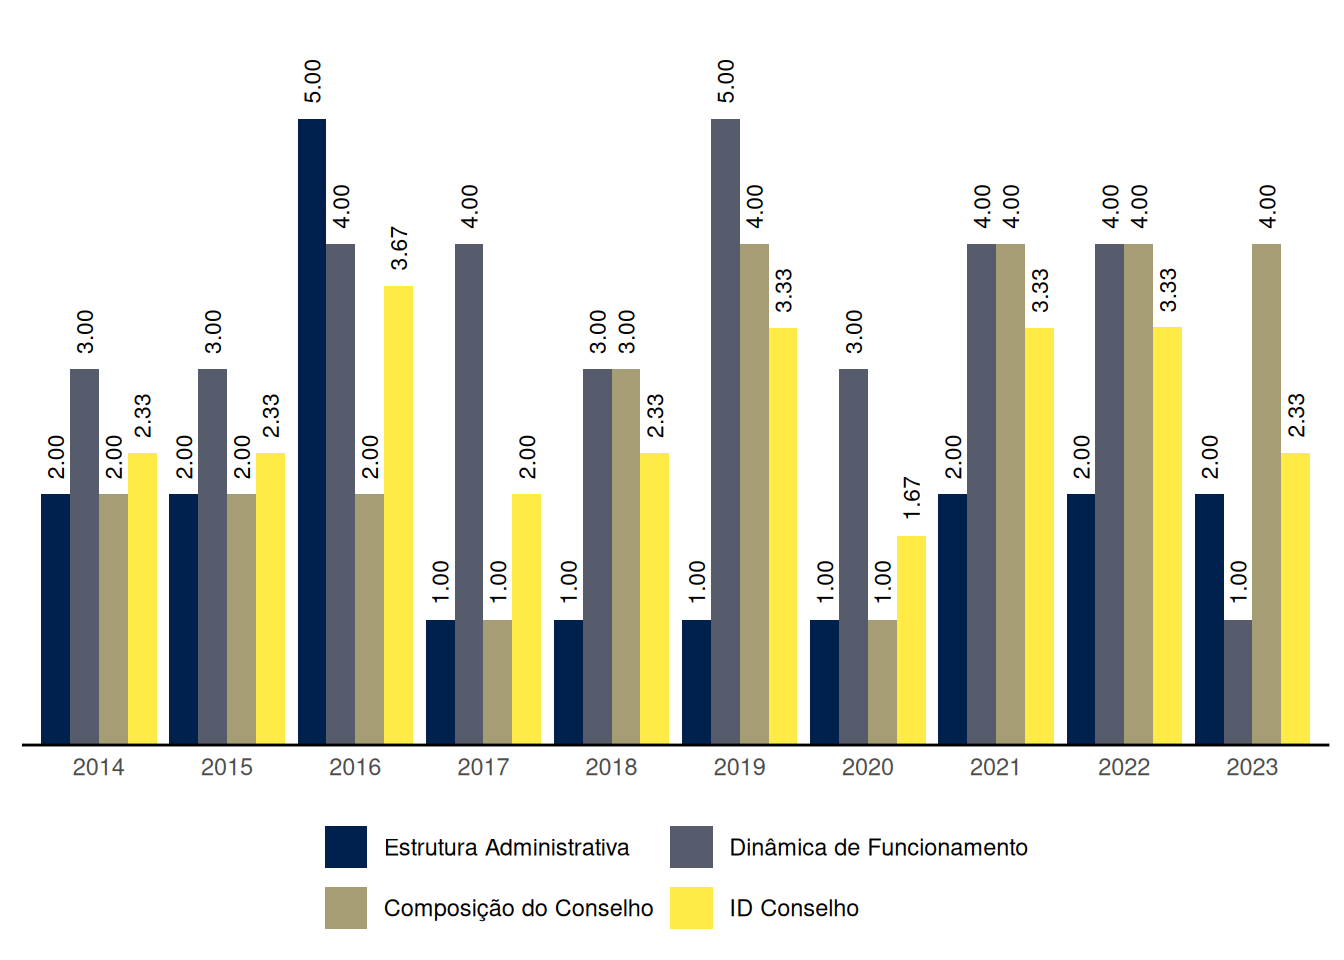 2.00 3.00 2.00 2.33
2.00 3.00 2.00 2.33
5.00 4.00 2.00 3.67
1.00 4.00 1.00 2.00
1.00 3.00 3.00 2.33
1.00 5.00 4.00 3.33
1.00 3.00 1.00 1.67
2.00 4.00 4.00 3.33
2.00 4.00 4.00 3.33
2.00 1.00 4.00 2.33
2014 2015 2016 2017 2018 2019 2020 2021 2022 2023
Estrutura Administrativa Dinâmica de Funcionamento
Composição do Conselho ID Conselho